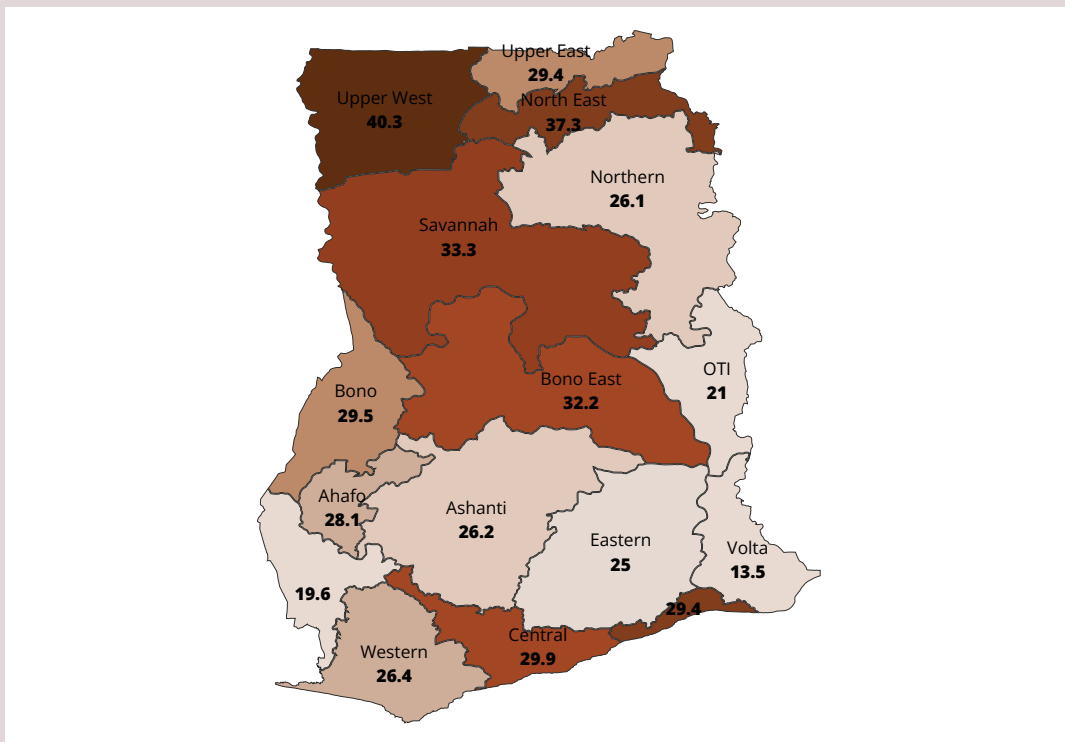 Upper East
29.4
Upper West
40.3
North East
37.3
Northern
26.1
Savannah
33.3
OTI
21
Bono East
32.2
Bono
29.5
Ahafo
28.1
Ashanti
26.2
Eastern
25
Volta
13.5
19.6
29.4
Central
29.9
Western
26.4